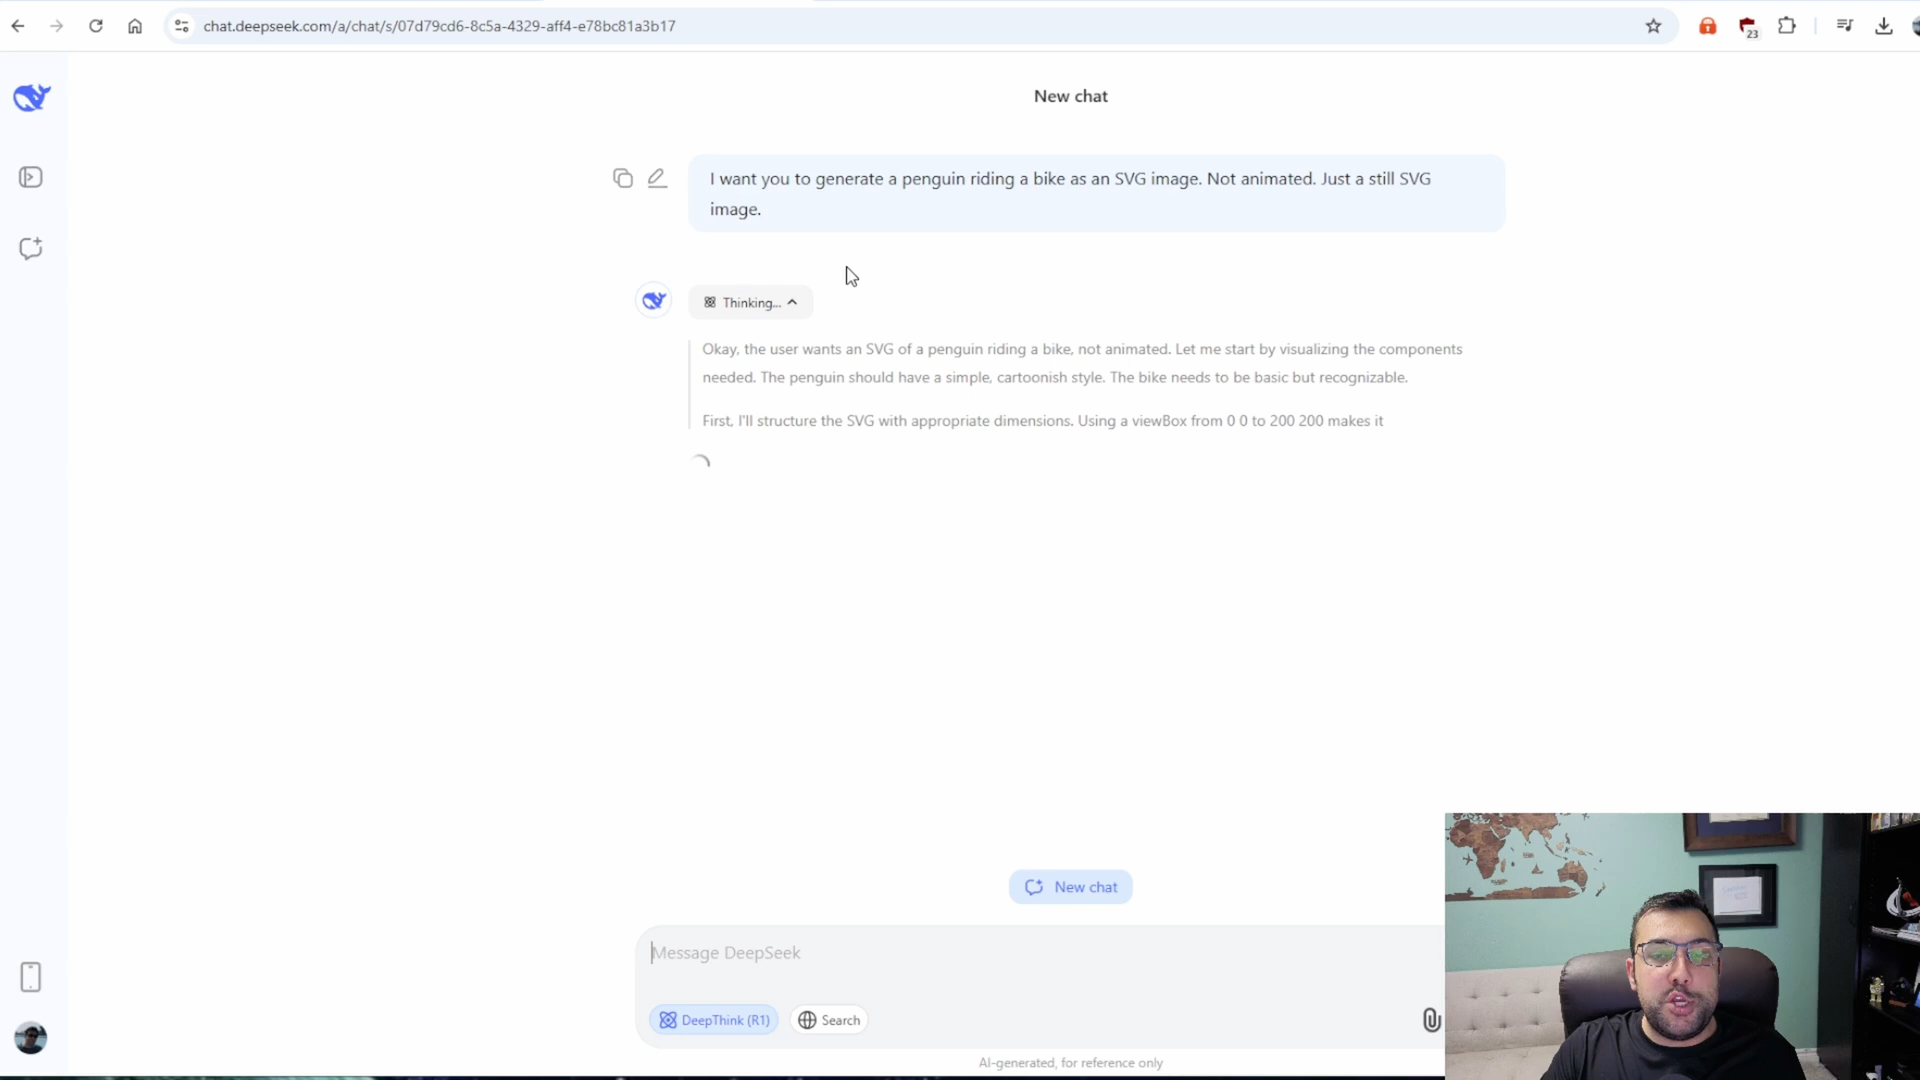 chat.deepseek.com/a/chat/s/07d79cd6-8c5a-4329-aff4-e78bc81a3b17
23
New chat
I want you to generate a penguin riding a bike as an SVG image. Not animated. Just a still SVG
image.
Thinking...
Okay, the user wants an SVG of a penguin riding a bike, not animated. Let me start by visualizing the components
needed. The penguin should have a simple, cartoonish style. The bike needs to be basic but recognizable.
First, I'll structure the SVG with appropriate dimensions. Using a viewBox from 0 0 to 200 200 makes it
New chat
Message DeepSeek
DeepThink (R1)
Search
AI-generated, for reference only